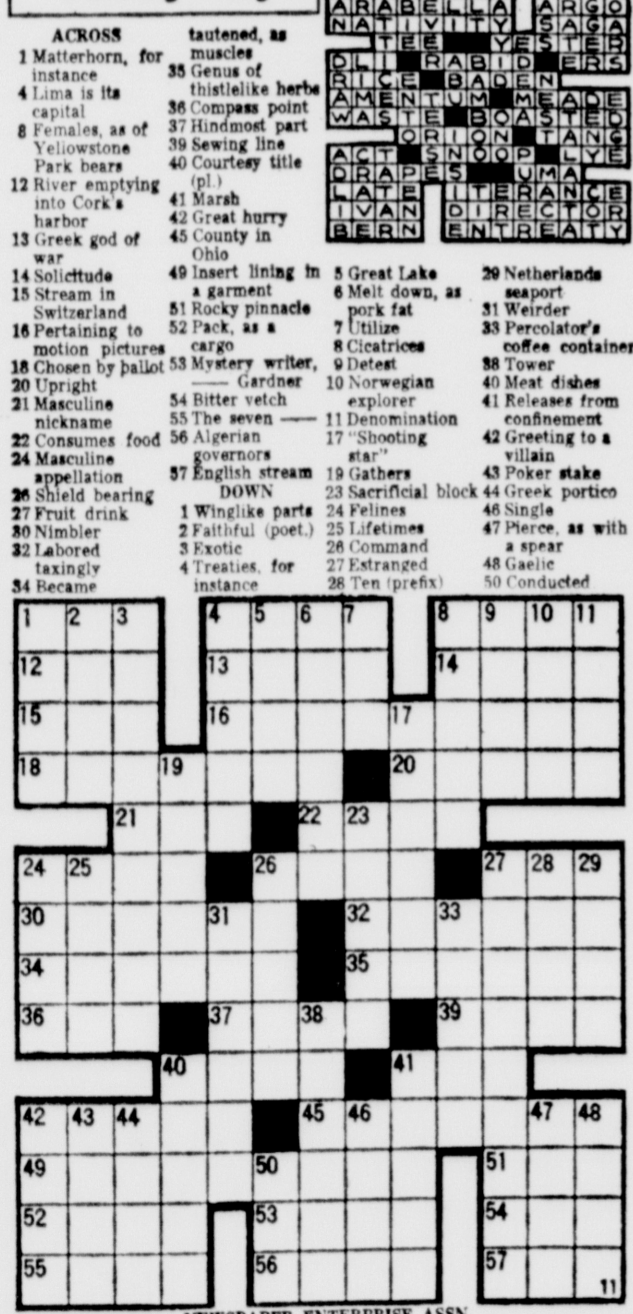 ARABELLA ARGO
NATIVITY SAGA
TEE YESTER
DLI RABID ERS
RICE BADEN
AMENTUM MEADE
WASTE BOASTED
ORION TANG
ACT SNOOP LYE
DRAPES UMA
LATE ITERANCE
IVAN DIRECTOR
BERN ENTREATY
ACROSS
1 Matterhorn, for
instance
4 Lima is its
capital
8 Females, as of
Yellowstone
Park bears
12 River emptying
into Cork's
harbor
13 Greek god of
war
14 Solicitude
15 Stream in
Switzerland
16 Pertaining to
motion pictures
18 Chosen by ballot
20 Upright
21 Masculine
nickname
22 Consumes food
24 Masculine
appellation
26 Shield bearing
27 Fruit drink
30 Nimbler
32 Labored
taxingly
34 Became
tautened, as
muscles
35 Genus of
thistlelike herbs
36 Compass point
37 Hindmost part
39 Sewing line
40 Courtesy title
(pl.)
41 Marsh
42 Great hurry
45 County in
Ohio
49 Insert lining in
a garment
51 Rocky pinnacle
52 Pack, as a
cargo
53 Mystery writer,
—— Gardner
54 Bitter vetch
55 The seven ——
56 Algerian
governors
57 English stream
DOWN
1 Winglike parts
2 Faithful (poet.)
3 Exotic
4 Treaties, for
instance
5 Great Lake
6 Melt down, as
pork fat
7 Utilize
8 Cicatrices
9 Detest
10 Norwegian
explorer
11 Denomination
17 "Shooting
star"
19 Gathers
23 Sacrificial block
24 Felines
25 Lifetimes
26 Command
27 Estranged
28 Ten (prefix)
29 Netherlands
seaport
31 Weirder
33 Percolator's
coffee container
38 Tower
40 Meat dishes
41 Releases from
confinement
42 Greeting to a
villain
43 Poker stake
44 Greek portico
46 Single
47 Pierce, as with
a spear
48 Gaelic
50 Conducted
1 2 3 4 5 6 7 8 9 10 11
12 13 14
15 16 17
18 19 20
21 22 23
24 25 26 27 28 29
30 31 32 33
34 35
36 37 38 39
40 41
42 43 44 45 46 47 48
49 50 51
52 53 54
55 56 57
11
NEWSPAPER ENTERPRISE ASSN.